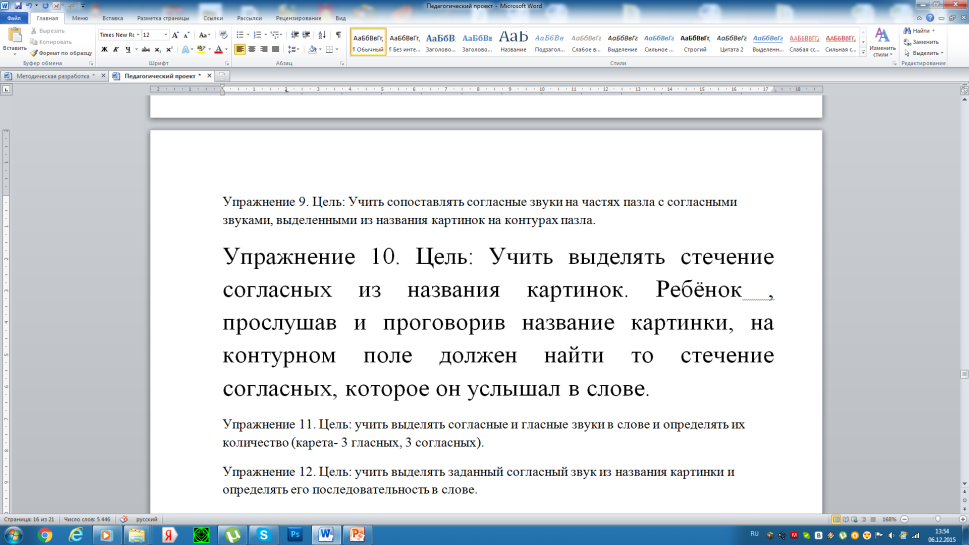 Педагогический проект - Microsoft Word
Файл Главная Меню Вставка Разметка страницы Ссылки Рассылки Рецензирование Вид
Вставить
Вырезать
Копировать
Формат по образцу
Буфер обмена
Times New Ro 12
Шрифт
Абзац
АаБбВвГг АаБбВвГг АаБбВ АаБбВв АаБ АаБбВвГ АаБбВвГг АаБбВвГг АаБбВвГг АаБбВвГг АаБбВвГг АаБбВвГг АаБбВвГг АаБбВвГг
¶ Обычный ¶ Без инте... Заголово... Заголово... Название Подзагол... Слабое в... Выделение Сильное ... Строгий Цитата 2 Выделенн... Слабая сс... Сильная с...
Стили
Изменить стили
Найти
Заменить
Выделить
Редактирование
Методическая разработка * Педагогический проект *
Упражнение 9. Цель: Учить сопоставлять согласные звуки на частях пазла с согласными
звуками, выделенными из названия картинок на контурах пазла.
Упражнение 10. Цель: Учить выделять стечение
согласных из названия картинок. Ребёнок ,
прослушав и проговорив название картинки, на
контурном поле должен найти то стечение
согласных, которое он услышал в слове.
Упражнение 11. Цель: учить выделять согласные и гласные звуки в слове и определять их
количество (карета- 3 гласных, 3 согласных).
Упражнение 12. Цель: учить выделять заданный согласный звук из названия картинки и
определять его последовательность в слове.
Страница: 16 из 21 Число слов: 5 446 русский 168%
RU 13:54
06.12.2015